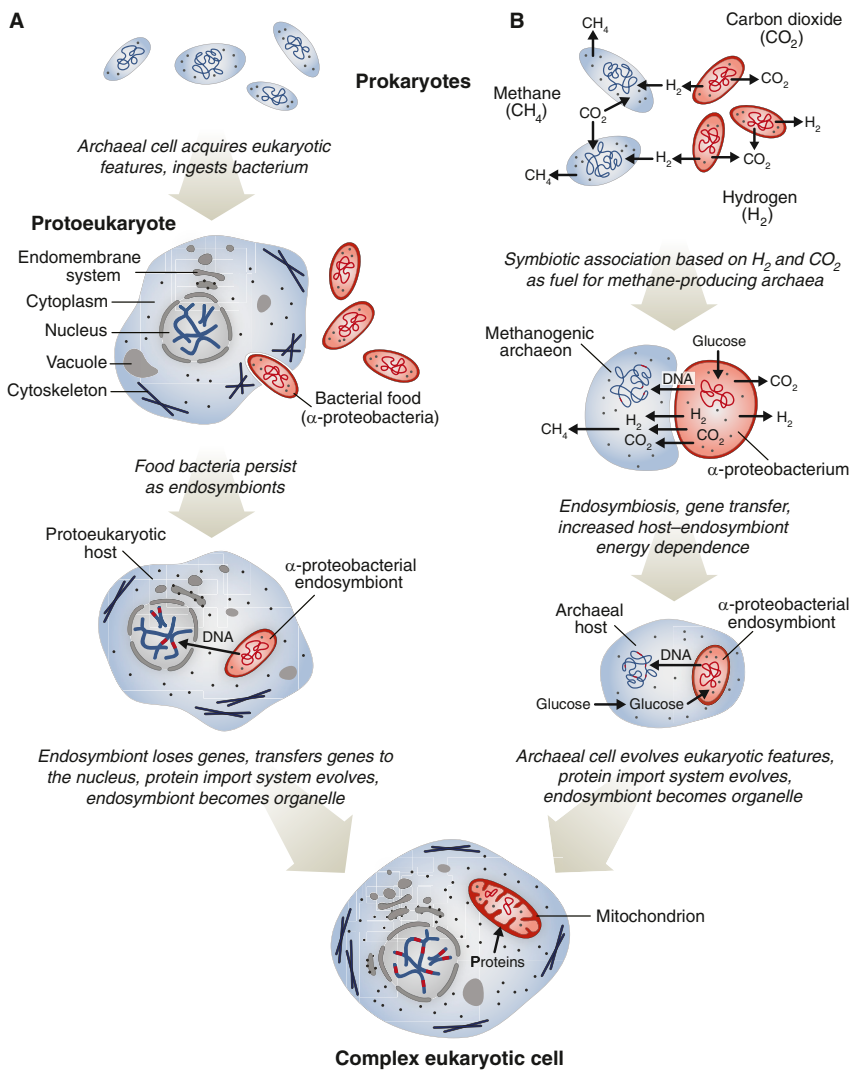 A
Prokaryotes
Archaeal cell acquires eukaryotic
features, ingests bacterium
Protoeukaryote
Endomembrane
system
Cytoplasm
Nucleus
Vacuole
Cytoskeleton
Bacterial food
(α-proteobacteria)
Food bacteria persist
as endosymbionts
Protoeukaryotic
host
α-proteobacterial
endosymbiont
DNA
Endosymbiont loses genes, transfers genes to
the nucleus, protein import system evolves,
endosymbiont becomes organelle
B
Carbon dioxide
(CO₂)
CH₄
Methane
(CH₄)
H₂
CO₂
CO₂
H₂
H₂
CO₂
CH₄
Hydrogen
(H₂)
Symbiotic association based on H₂ and CO₂
as fuel for methane-producing archaea
Methanogenic
archaeon
Glucose
DNA
CO₂
H₂
H₂
H₂
CH₄
CO₂
CO₂
α-proteobacterium
Endosymbiosis, gene transfer,
increased host–endosymbiont
energy dependence
Archaeal
host
α-proteobacterial
endosymbiont
DNA
Glucose
Glucose
Archaeal cell evolves eukaryotic features,
protein import system evolves,
endosymbiont becomes organelle
Mitochondrion
Proteins
Complex eukaryotic cell